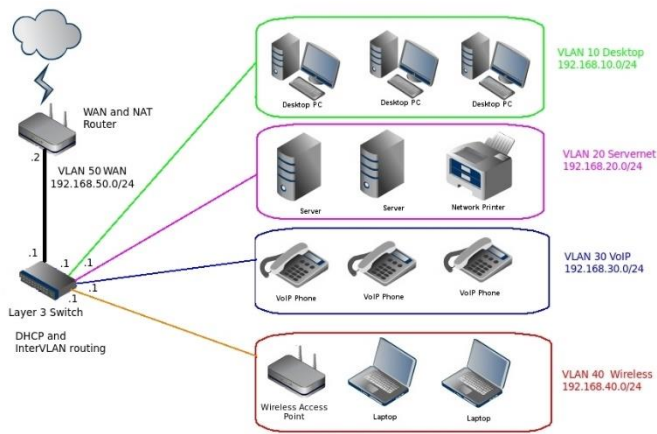 WAN and NAT
Router
.2
VLAN 50 WAN
192.168.50.0/24
.1
.1
.1
.1
.1
Layer 3 Switch
DHCP and
InterVLAN routing
Desktop PC
Desktop PC
Desktop PC
VLAN 10 Desktop
192.168.10.0/24
Server
Server
Network Printer
VLAN 20 Servernet
192.168.20.0/24
VoIP Phone
VoIP Phone
VoIP Phone
VLAN 30 VoIP
192.168.30.0/24
Wireless Access
Point
Laptop
Laptop
VLAN 40 Wireless
192.168.40.0/24